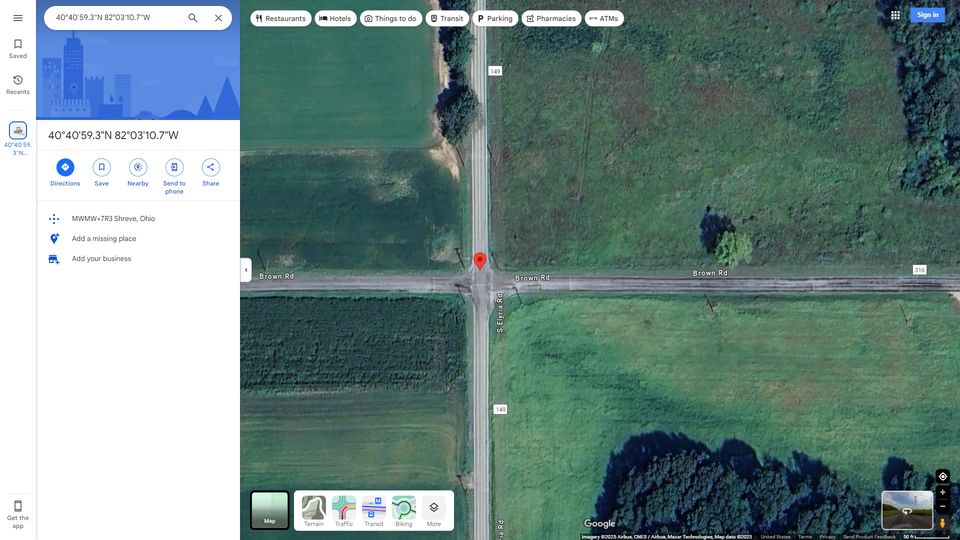 40°40'59.3"N 82°03'10.7"W
Restaurants
Hotels
Things to do
Transit
Parking
Pharmacies
ATMs
Sign in
Saved
Recents
40°40'59.
3"N...
40°40'59.3"N 82°03'10.7"W
Directions
Save
Nearby
Send to
phone
Share
MWMW+7R3 Shreve, Ohio
Add a missing place
Add your business
149
Brown Rd
Brown Rd
Brown Rd
316
S Elyria Rd
149
Rd
Get the
app
Map
Terrain
Traffic
Transit
Biking
More
Google
Imagery ©2025 Airbus, CNES / Airbus, Maxar Technologies, Map data ©2025
United States
Terms
Privacy
Send Product Feedback
50 ft